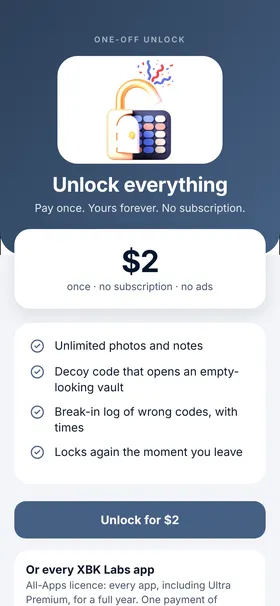 ONE-OFF UNLOCK
Unlock everything
Pay once. Yours forever. No subscription.
$2
once · no subscription · no ads
Unlimited photos and notes
Decoy code that opens an empty-
looking vault
Break-in log of wrong codes, with
times
Locks again the moment you leave
Unlock for $2
Or every XBK Labs app
All-Apps licence: every app, including Ultra
Premium, for a full year. One payment of